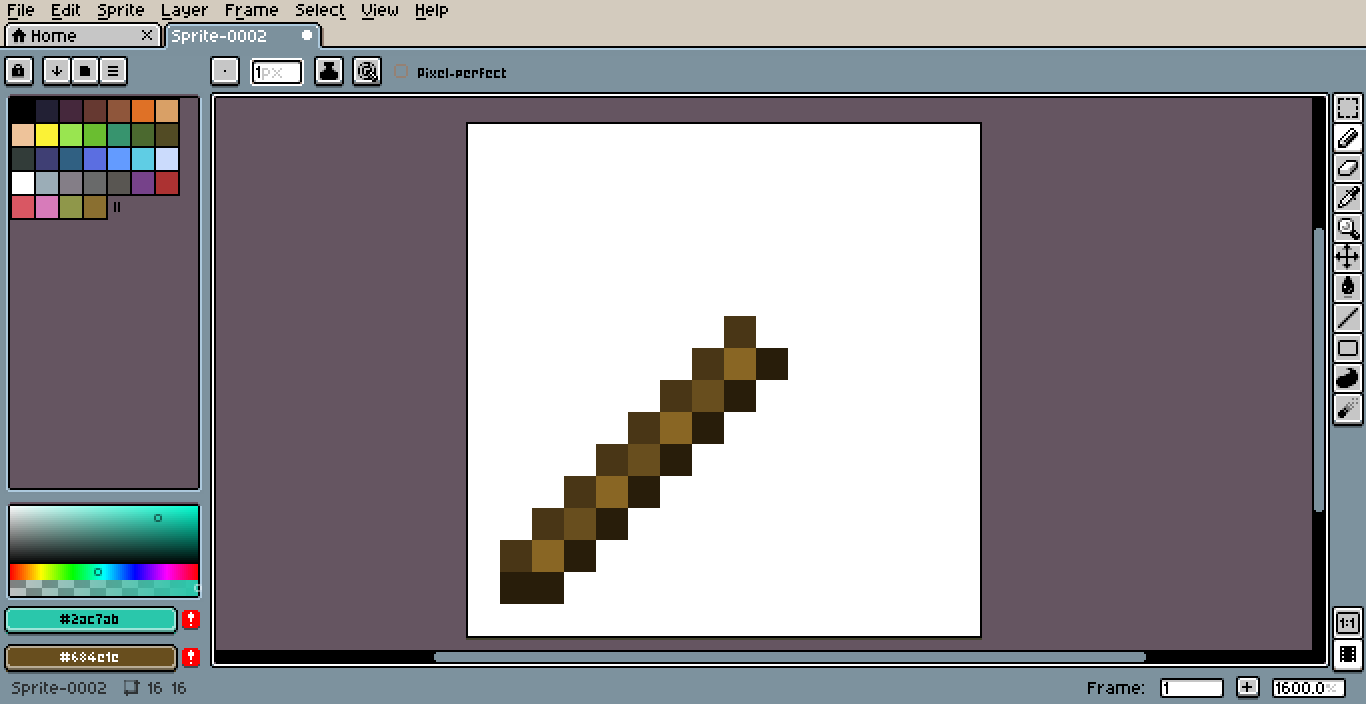 File Edit Sprite Layer Frame Select View Help
Home Sprite-0002
1px Pixel-perfect
#2ac7ab
#684e1e
1:1
Sprite-0002 16 16 Frame: 1 + 1600.0%